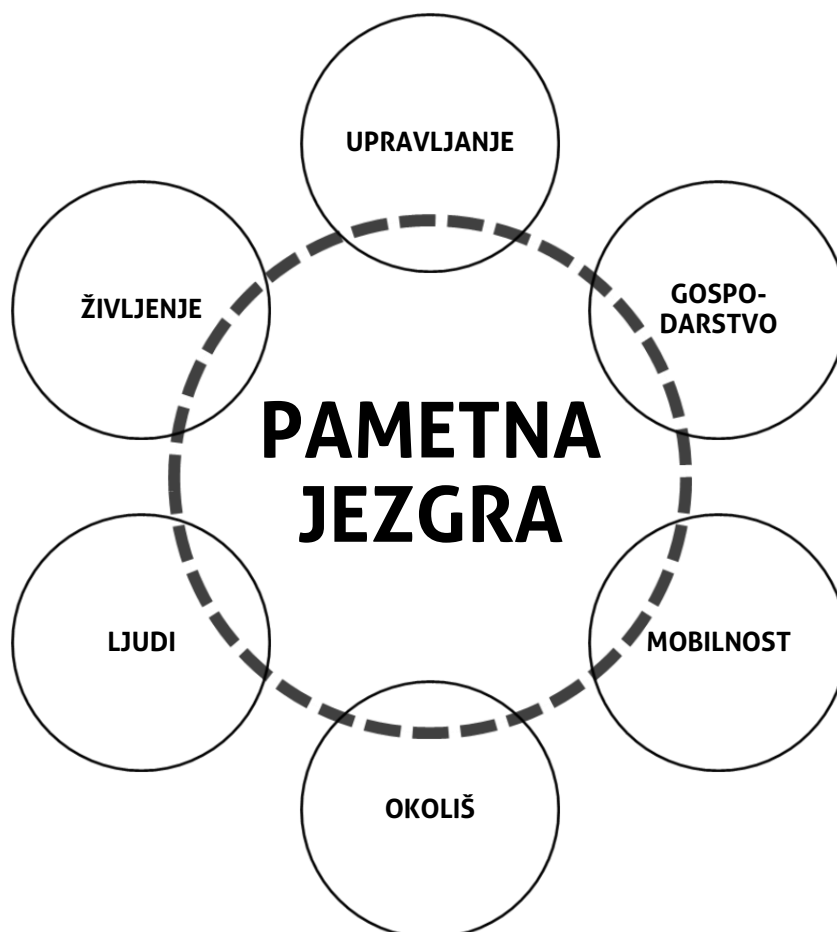 UPRAVLJANJE
ŽIVLJENJE
GOSPO-
DARSTVO
PAMETNA
JEZGRA
LJUDI
MOBILNOST
OKOLIŠ